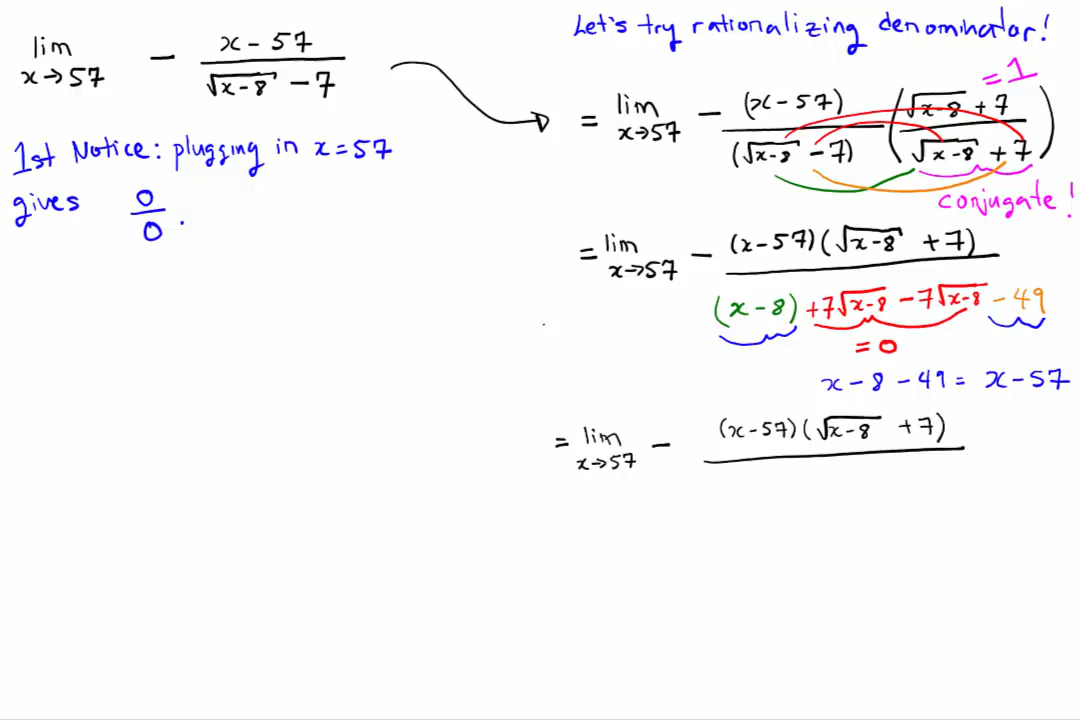 lim x→57 − (x − 57) / (√(x−8) − 7)
1st Notice: plugging in x = 57
gives 0/0 .
Let's try rationalizing denominator!
= lim x→57 − (x − 57) / (√(x−8) − 7) ( (√(x−8) + 7) / (√(x−8) + 7) ) = 1
conjugate!
= lim x→57 − (x−57)(√(x−8) + 7) / (x − 8) + 7√(x−8) − 7√(x−8) − 49
= 0
x − 8 − 49 = x − 57
= lim x→57 − (x−57)(√(x−8) + 7)